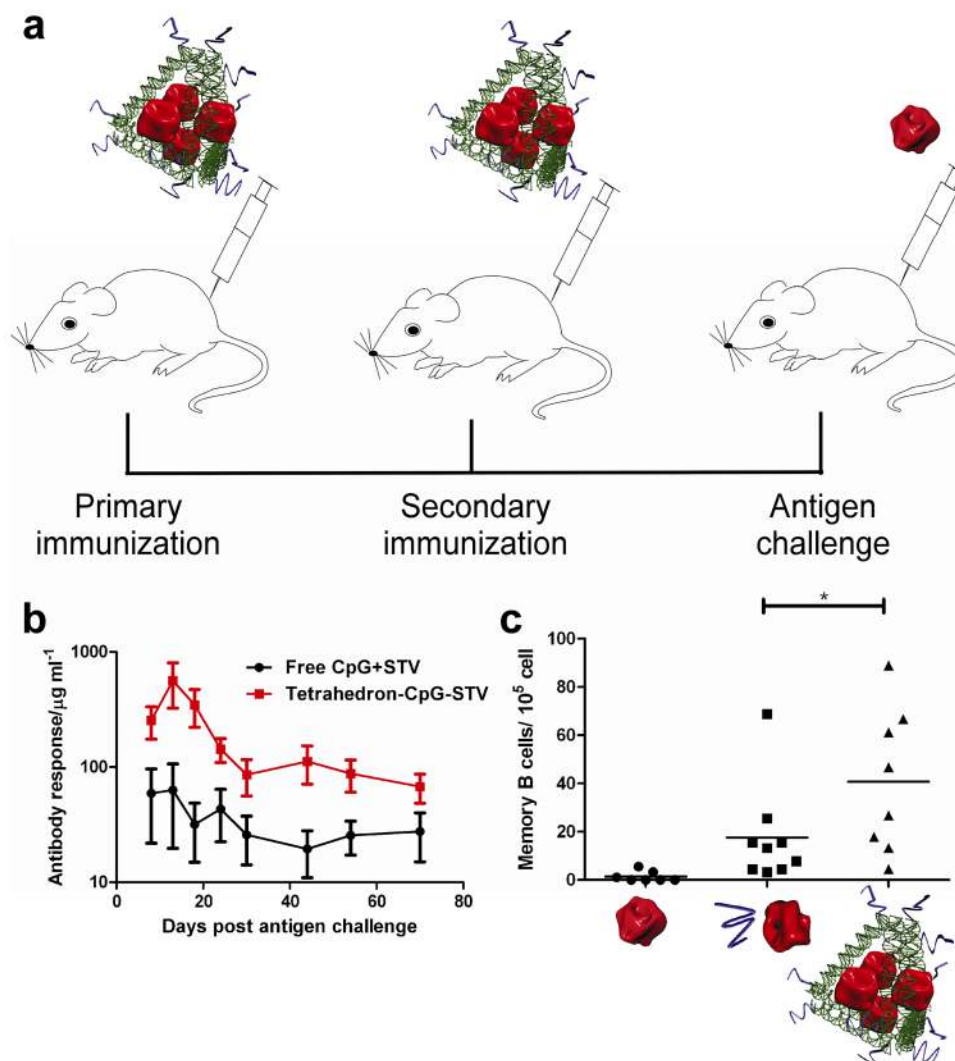 a
Primary
immunization
Secondary
immunization
Antigen
challenge
b
1000
100
10
Antibody response/µg ml⁻¹
Free CpG+STV
Tetrahedron-CpG-STV
0
20
40
60
80
Days post antigen challenge
c
*
100
80
60
40
20
0
Memory B cells/ 10⁵ cell